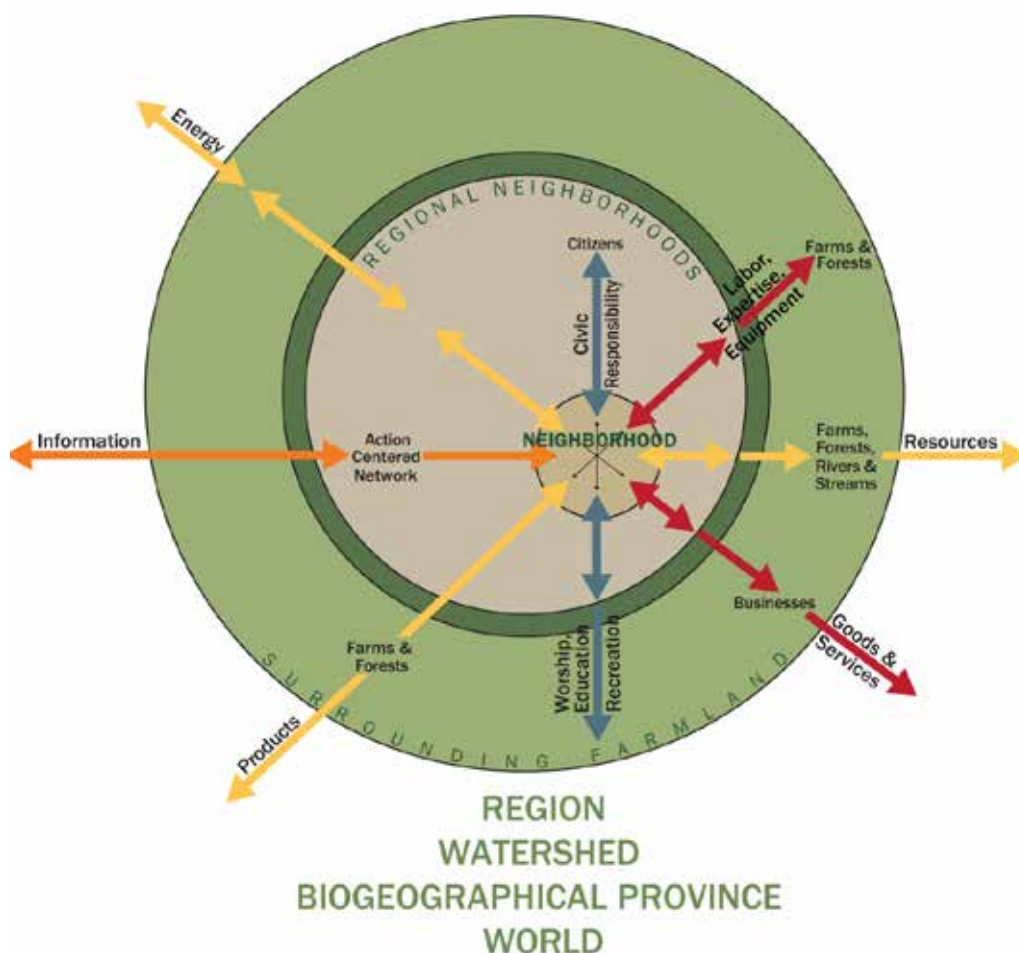 Energy
REGIONAL NEIGHBORHOODS
Citizens
Civic
Responsibility
Labor,
Expertise,
Equipment
Farms &
Forests
Information
Action
Centered
Network
NEIGHBORHOOD
Farms,
Forests,
Rivers &
Streams
Resources
Farms &
Forests
Products
Worship,
Education
Recreation
Businesses
Goods &
Services
SURROUNDING FARMLAND
REGION
WATERSHED
BIOGEOGRAPHICAL PROVINCE
WORLD